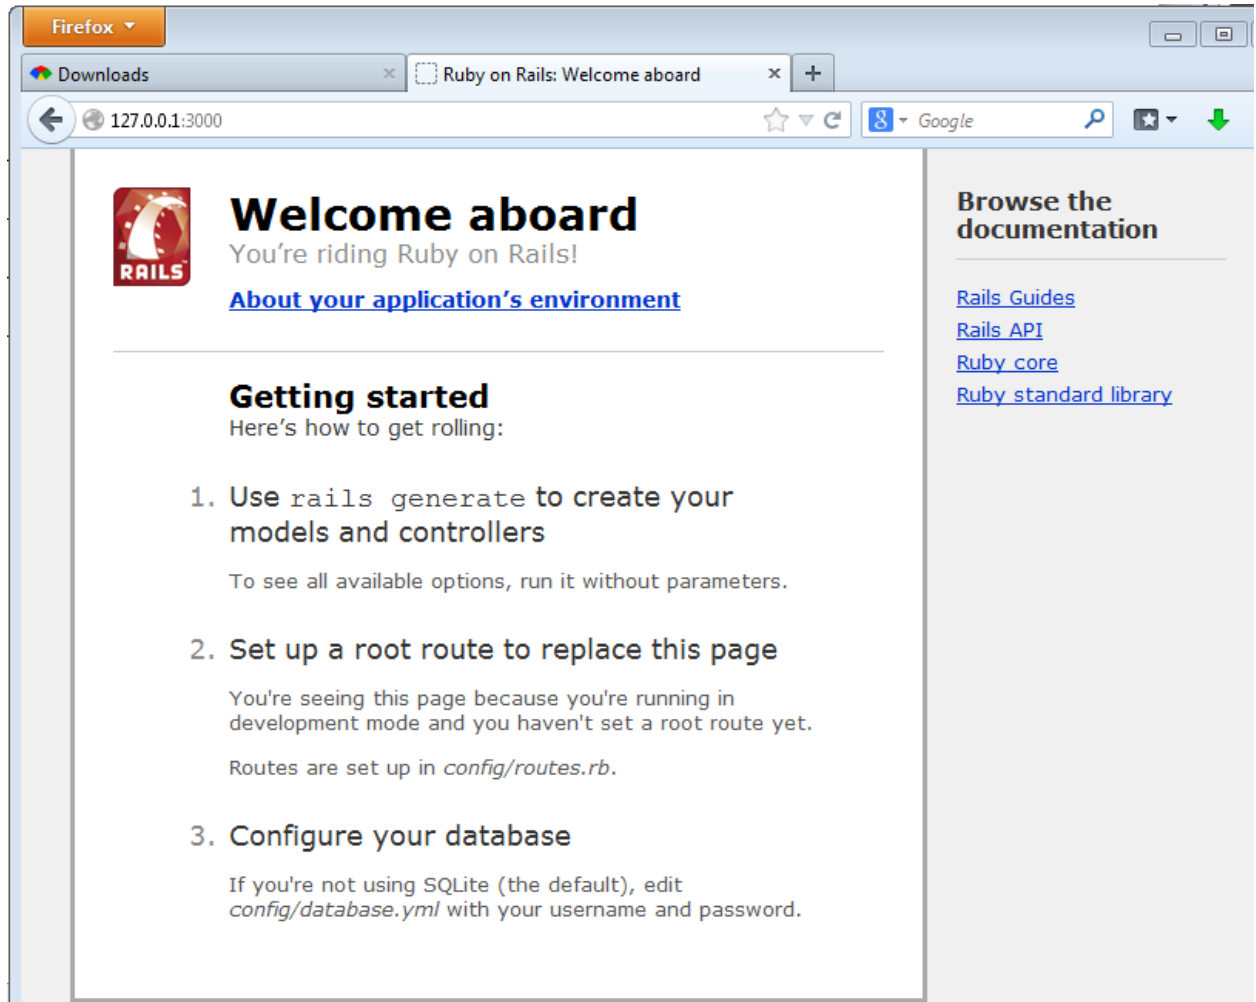 Firefox
Downloads
Ruby on Rails: Welcome aboard
127.0.0.1:3000
8
Google
RAILS
Welcome aboard
You're riding Ruby on Rails!
About your application's environment
Getting started
Here's how to get rolling:
1. Use rails generate to create your
models and controllers
To see all available options, run it without parameters.
2. Set up a root route to replace this page
You're seeing this page because you're running in
development mode and you haven't set a root route yet.
Routes are set up in config/routes.rb.
3. Configure your database
If you're not using SQLite (the default), edit
config/database.yml with your username and password.
Browse the
documentation
Rails Guides
Rails API
Ruby core
Ruby standard library